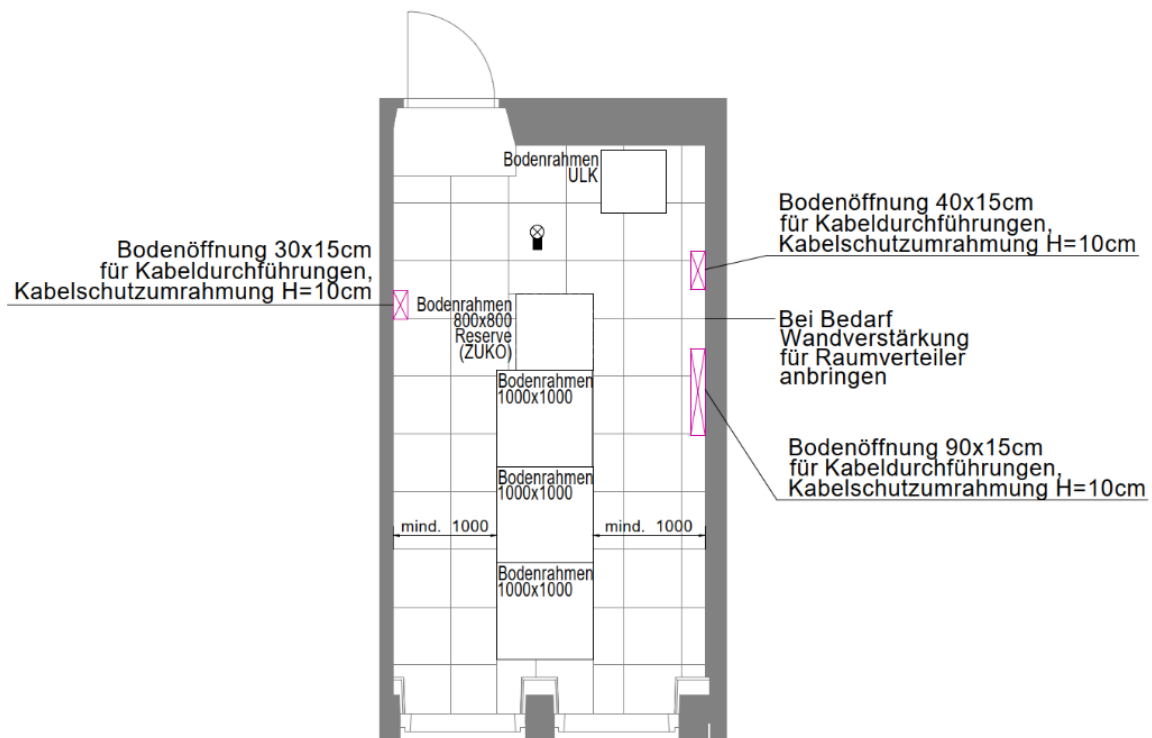 Bodenrahmen
ULK
Bodenöffnung 40x15cm
für Kabeldurchführungen,
Kabelschutzumrahmung H=10cm
Bodenöffnung 30x15cm
für Kabeldurchführungen,
Kabelschutzumrahmung H=10cm
Bodenrahmen
800x800
Reserve
(ZUKO)
Bei Bedarf
Wandverstärkung
für Raumverteiler
anbringen
Bodenrahmen
1000x1000
Bodenöffnung 90x15cm
für Kabeldurchführungen,
Kabelschutzumrahmung H=10cm
Bodenrahmen
1000x1000
mind. 1000
mind. 1000
Bodenrahmen
1000x1000